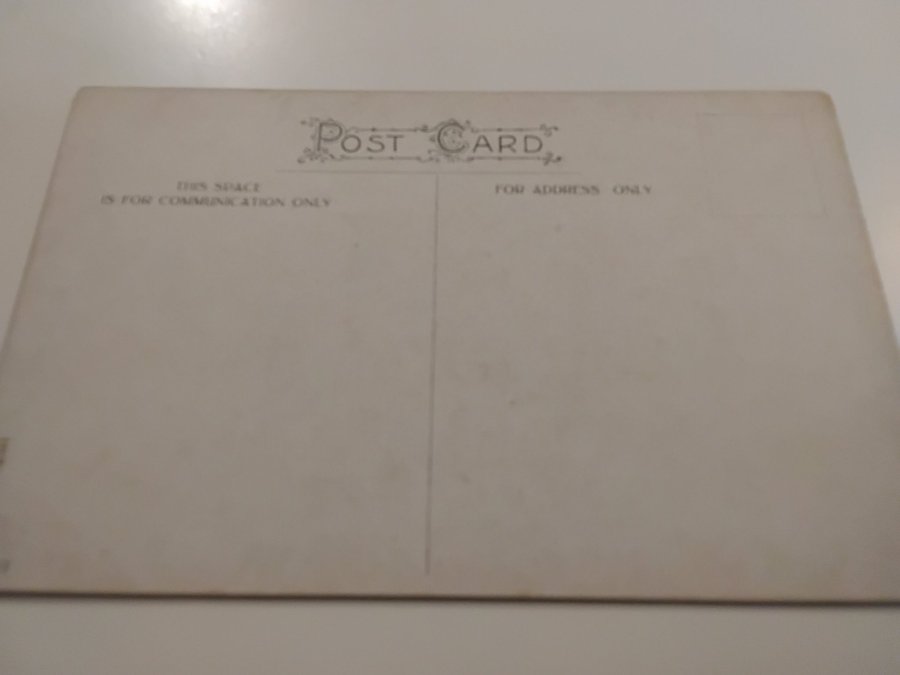 POST CARD
THIS SPACE
IS FOR COMMUNICATION ONLY
FOR ADDRESS ONLY